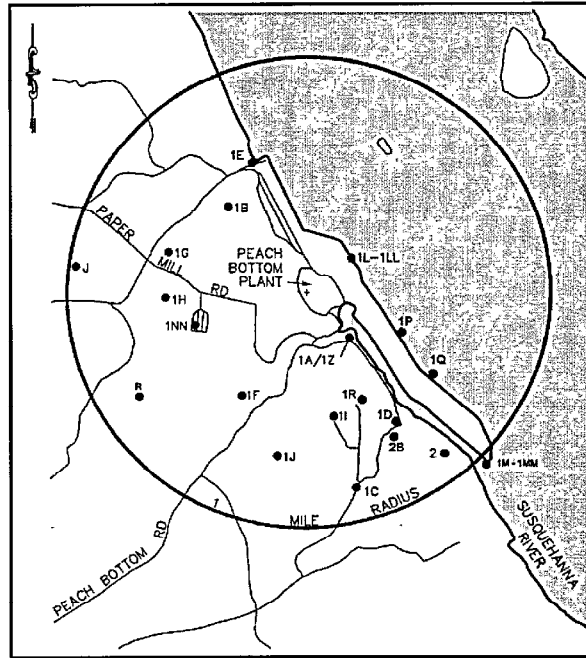 1E
1B
PAPER MILL RD
1G
J
PEACH
BOTTOM
PLANT
1L-1LL
1H
1NN
1P
1A/1Z
1Q
R
1F
1R
1I
1D
2B
2
1J
1M-1MM
1C
1 MILE RADIUS
PEACH BOTTOM RD
SUSQUEHANNA
RIVER